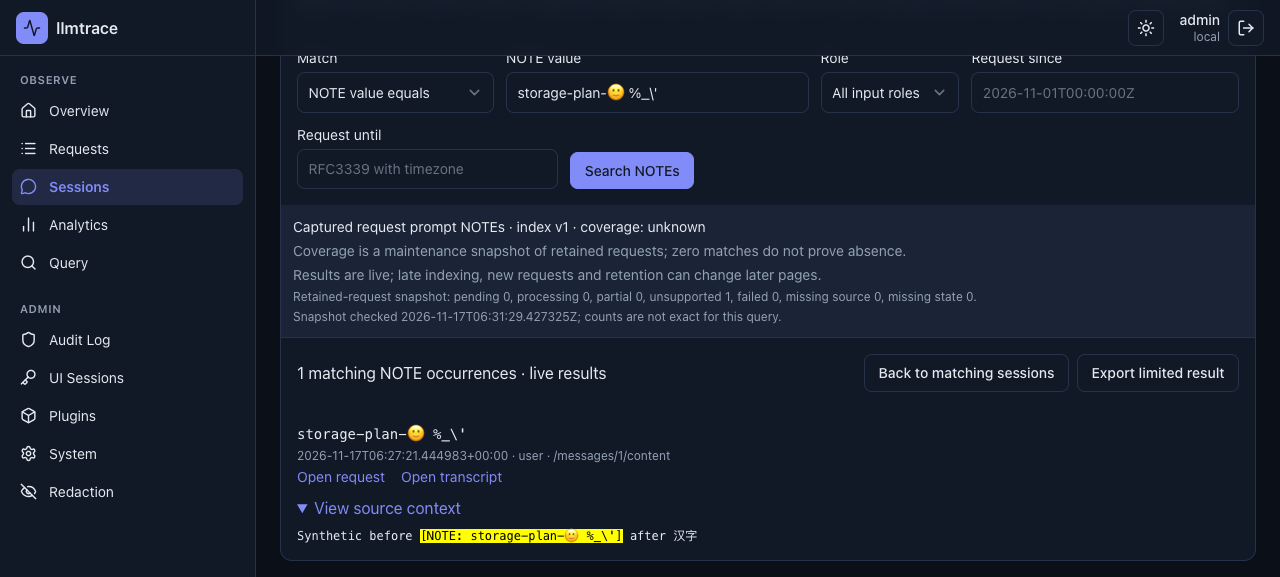 llmtrace
admin
local
OBSERVE
Overview
Requests
Sessions
Analytics
Query
ADMIN
Audit Log
UI Sessions
Plugins
System
Redaction
Match
NOTE value
Role
Request since
NOTE value equals
storage-plan-🙂 %_\'
All input roles
2026-11-01T00:00:00Z
Request until
RFC3339 with timezone
Search NOTEs
Captured request prompt NOTEs · index v1 · coverage: unknown
Coverage is a maintenance snapshot of retained requests; zero matches do not prove absence.
Results are live; late indexing, new requests and retention can change later pages.
Retained-request snapshot: pending 0, processing 0, partial 0, unsupported 1, failed 0, missing source 0, missing state 0.
Snapshot checked 2026-11-17T06:31:29.427325Z; counts are not exact for this query.
1 matching NOTE occurrences · live results
Back to matching sessions
Export limited result
storage-plan-🙂 %_\'
2026-11-17T06:27:21.444983+00:00 · user · /messages/1/content
Open request Open transcript
▼ View source context
Synthetic before [NOTE: storage-plan-🙂 %_\'] after 汉字